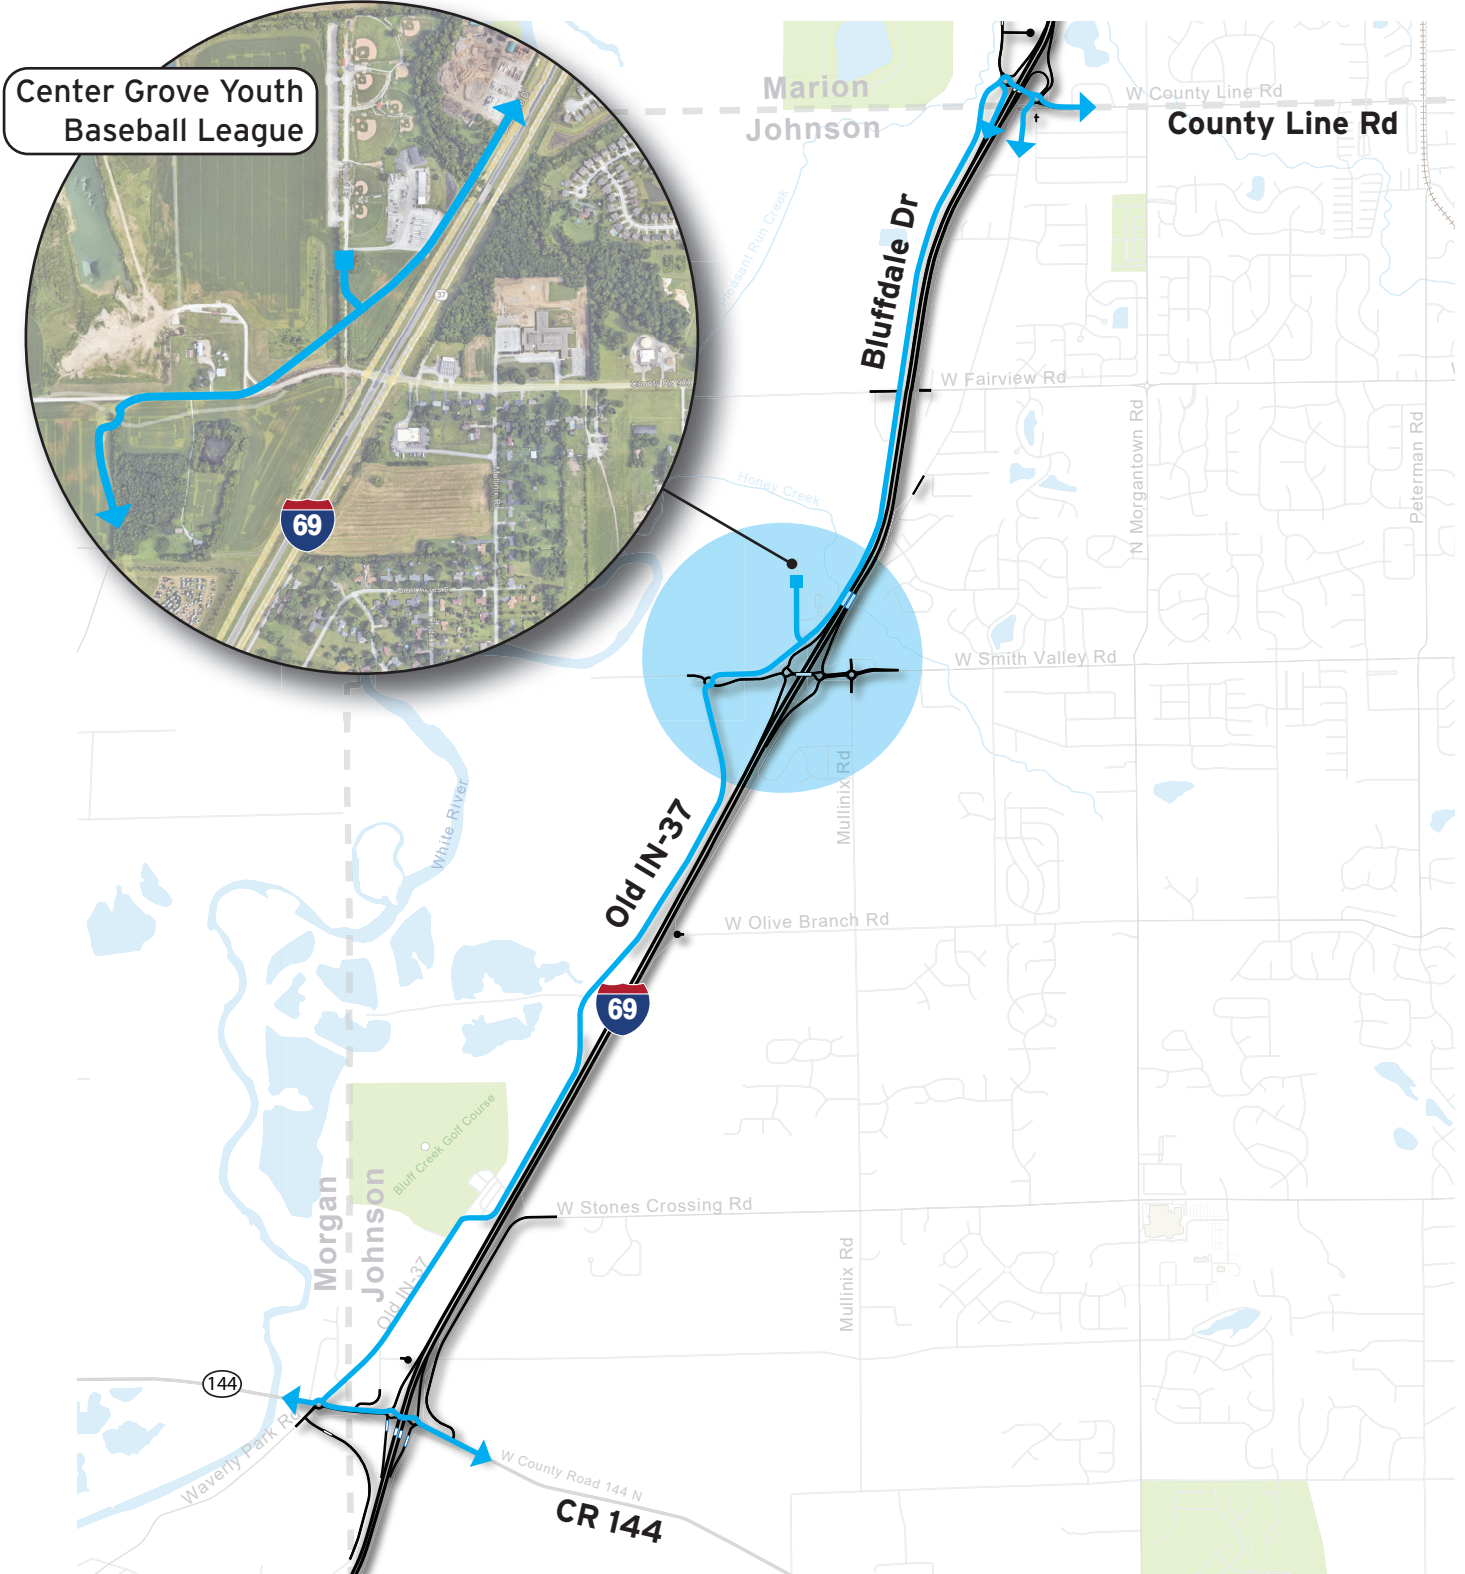 Center Grove Youth
Baseball League
Marion
Johnson
W County Line Rd
County Line Rd
Pleasant Run Creek
Bluffdale Dr
37
W Fairview Rd
N Morgantown Rd
Peterman Rd
Mullinix Rd
69
Honey Creek
W Smith Valley Rd
Mullinix Rd
White River
Old IN-37
W Olive Branch Rd
69
Bluff Creek Golf Course
Morgan
Johnson
W Stones Crossing Rd
Mullinix Rd
Old IN-37
144
Waverly Park Rd
W County Road 144 N
CR 144